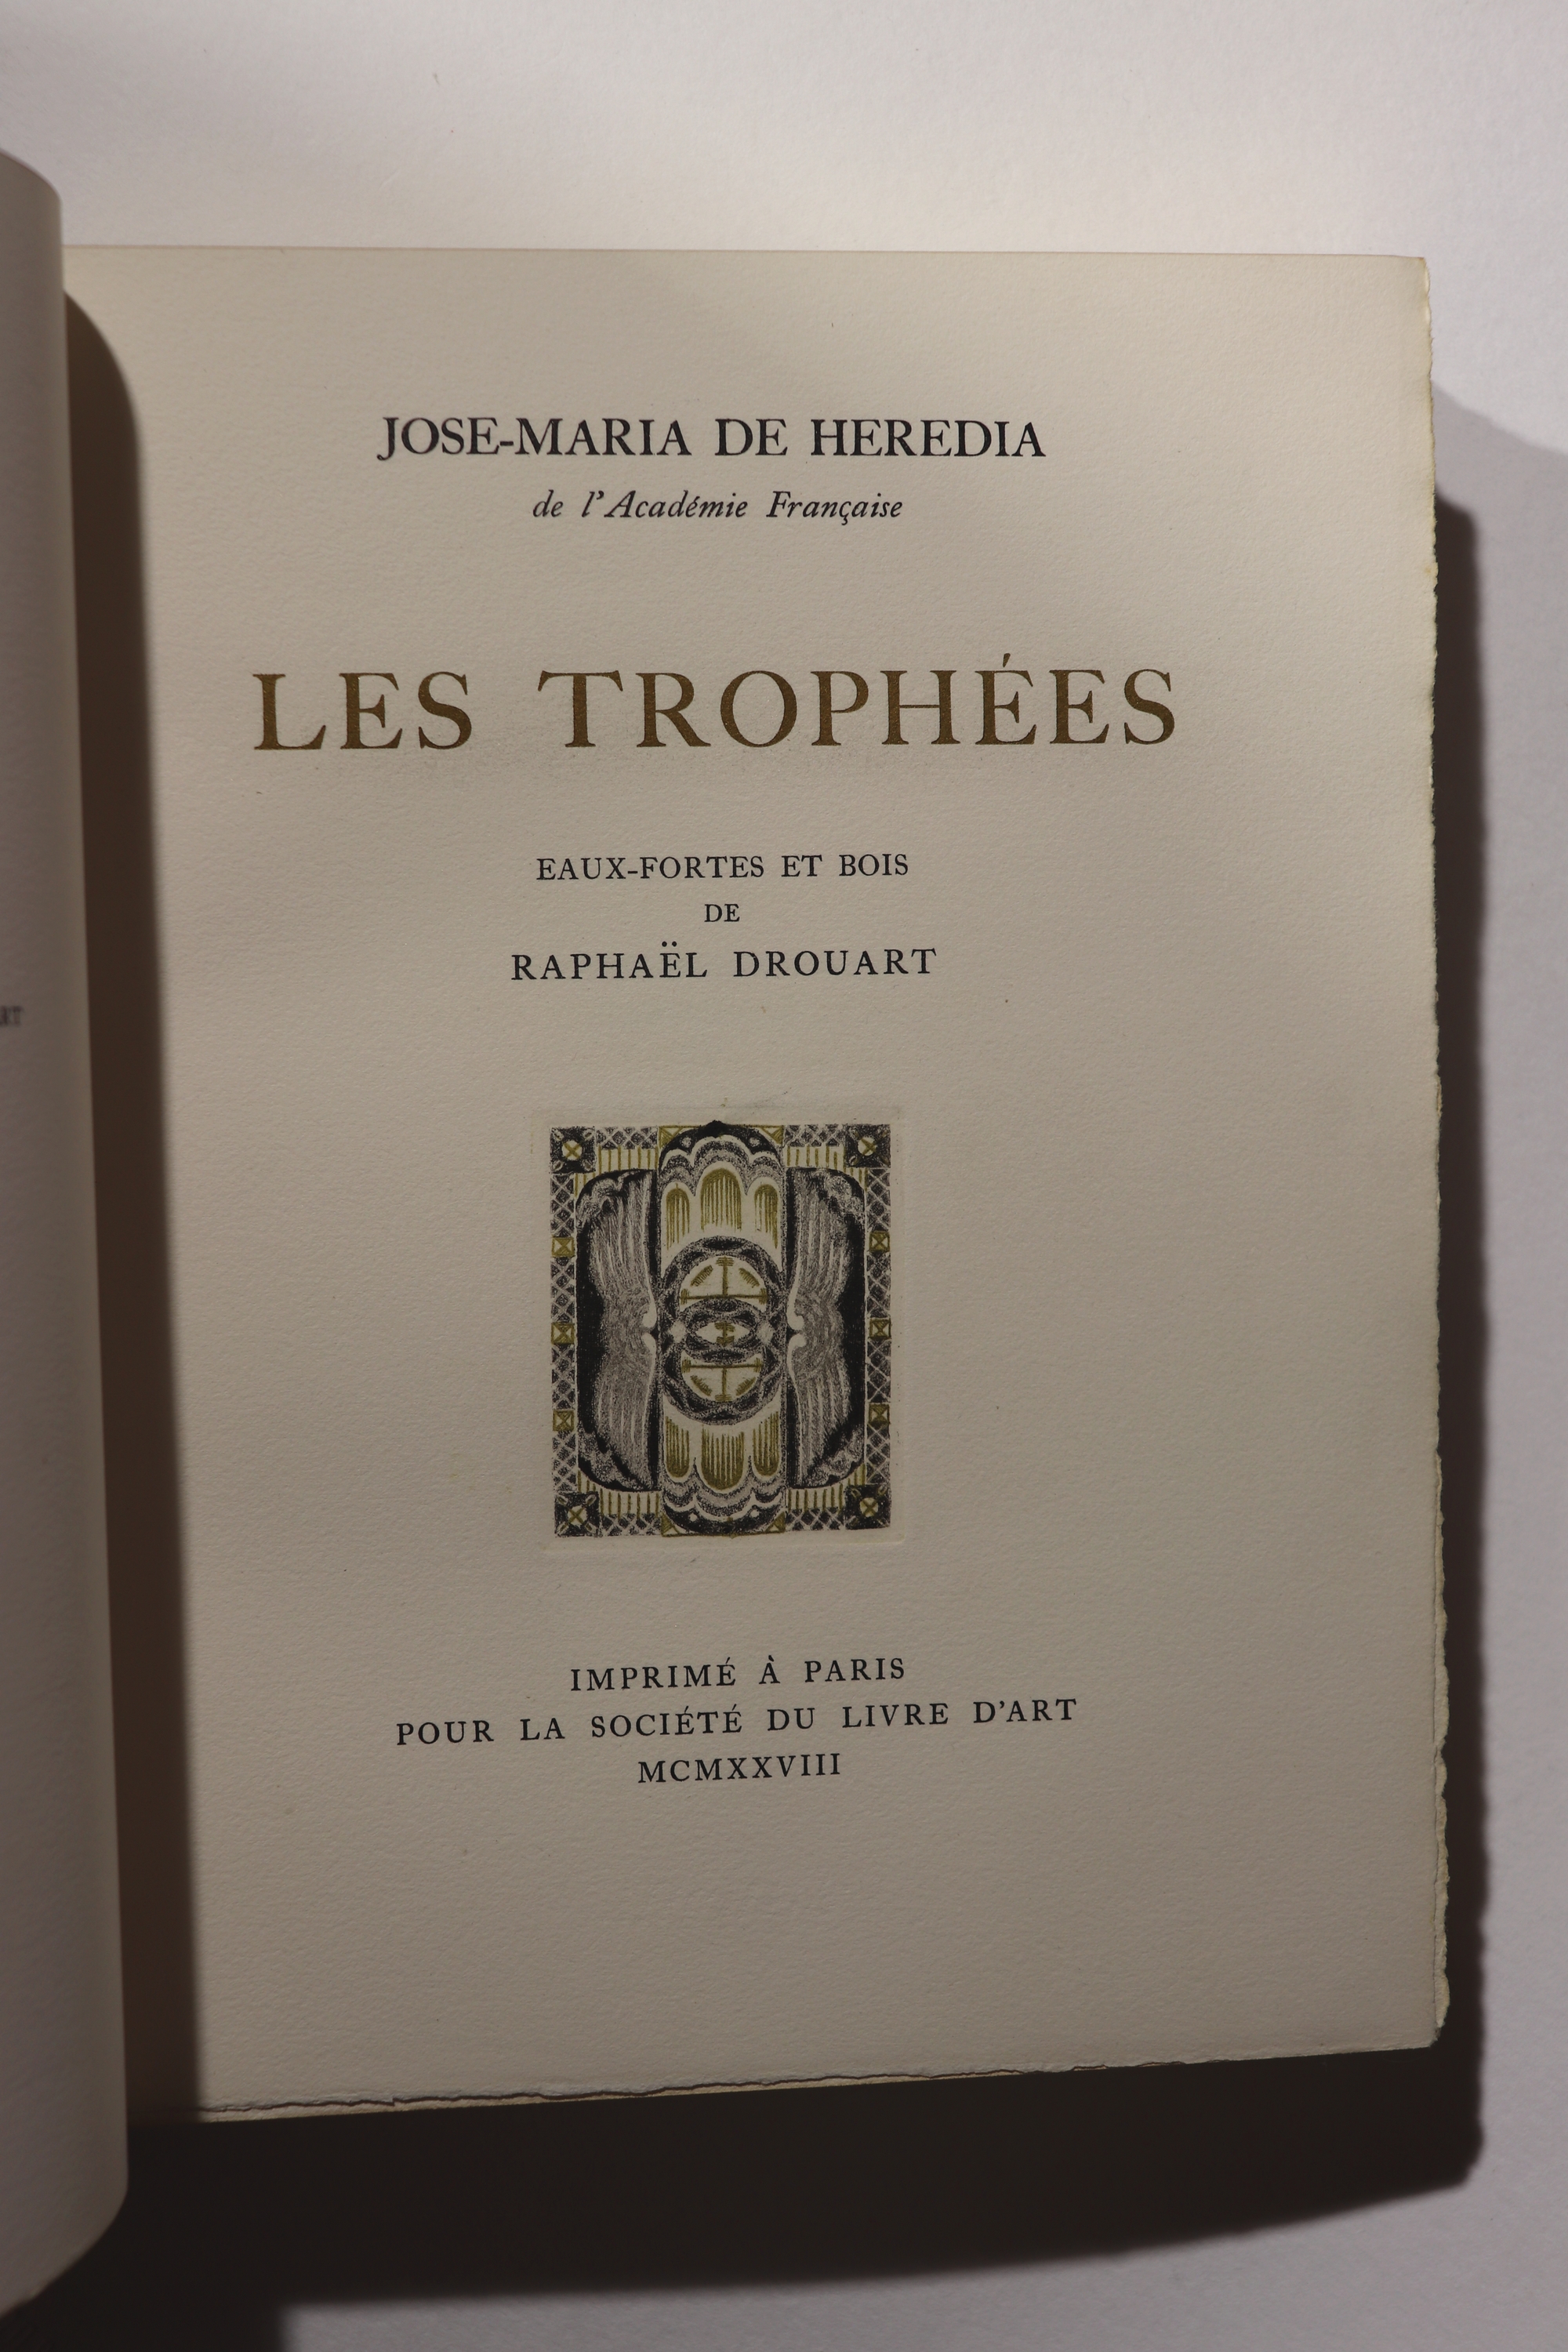 JOSE-MARIA DE HEREDIA
de l'Académie Française
LES TROPHÉES
EAUX-FORTES ET BOIS
DE
RAPHAËL DROUART
IMPRIMÉ À PARIS
POUR LA SOCIÉTÉ DU LIVRE D'ART
MCMXXVIII